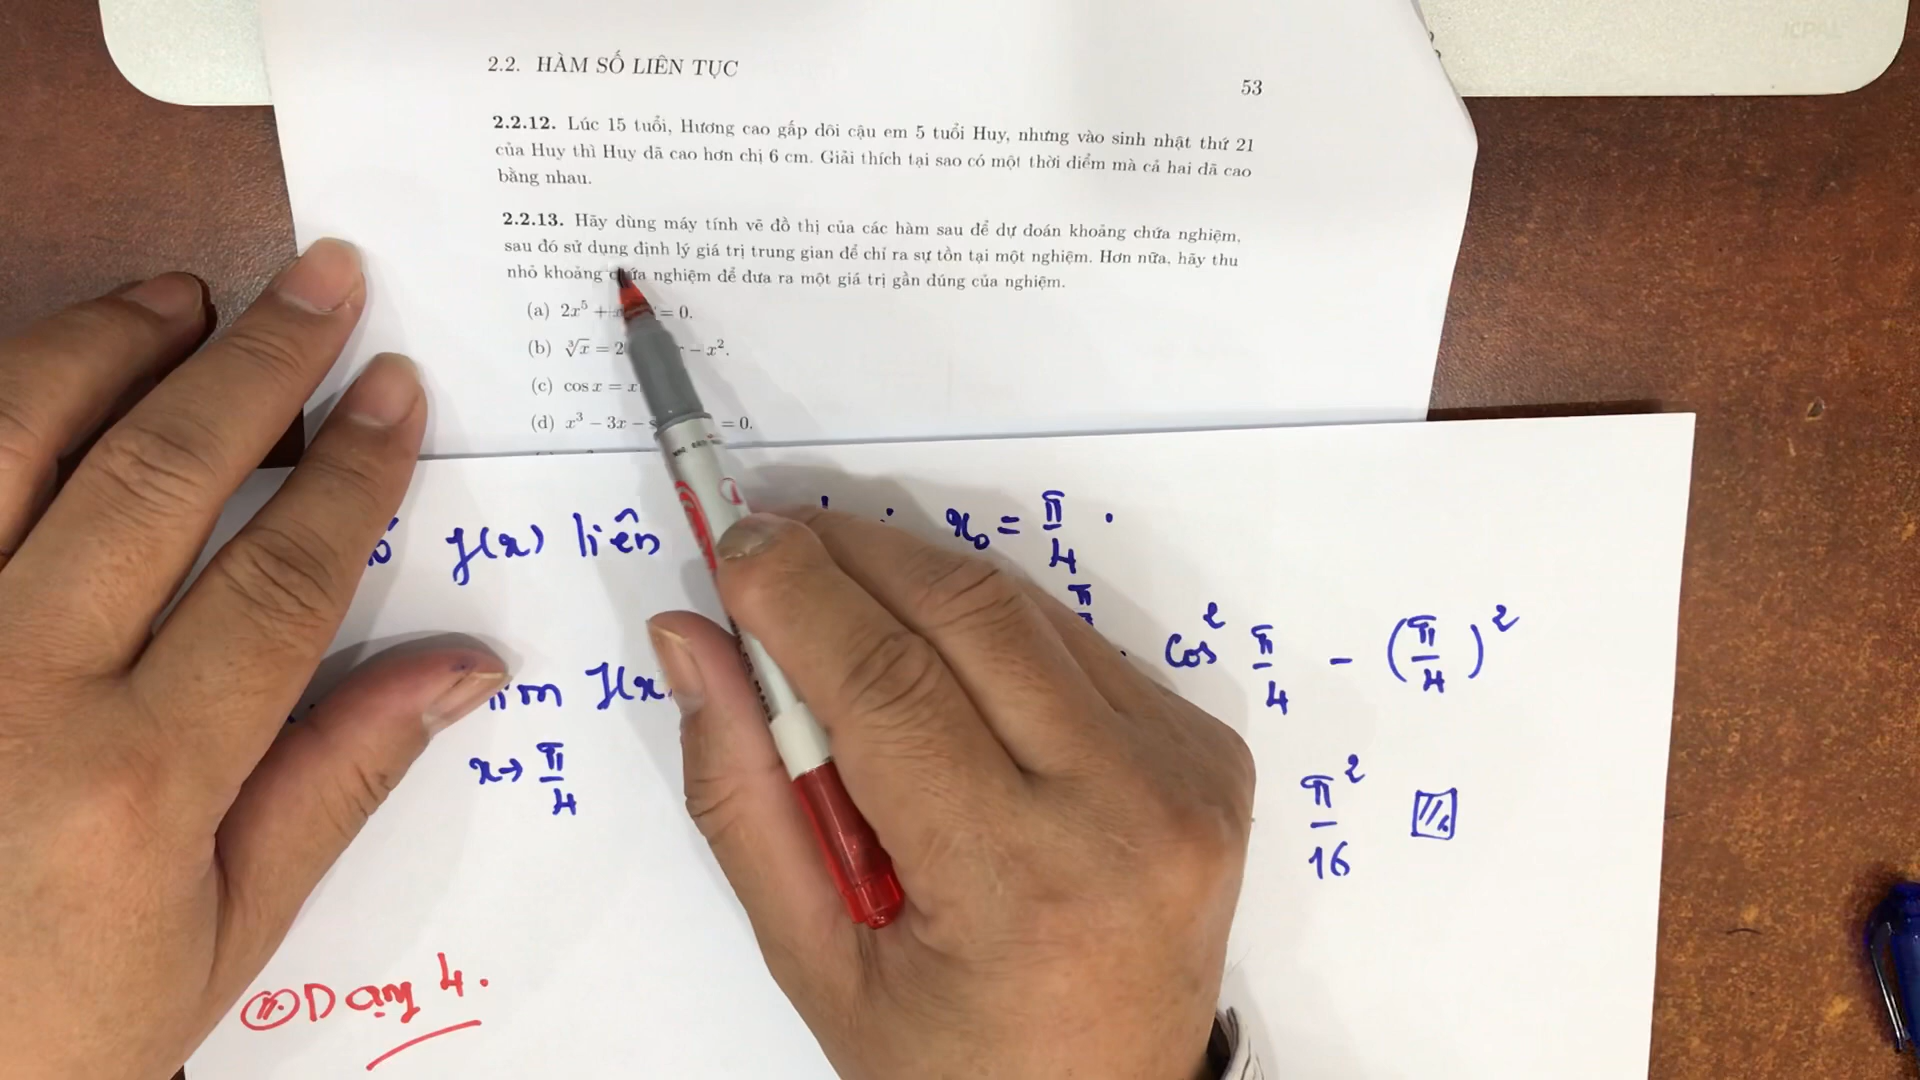 2.2. HÀM SỐ LIÊN TỤC
53
2.2.12. Lúc 15 tuổi, Hương cao gấp đôi cậu em 5 tuổi Huy, nhưng vào sinh nhật thứ 21
của Huy thì Huy đã cao hơn chị 6 cm. Giải thích tại sao có một thời điểm mà cả hai đã cao
bằng nhau.
2.2.13. Hãy dùng máy tính vẽ đồ thị của các hàm sau để dự đoán khoảng chứa nghiệm,
sau đó sử dụng định lý giá trị trung gian để chỉ ra sự tồn tại một nghiệm. Hơn nữa, hãy thu
nhỏ khoảng chứa nghiệm để đưa ra một giá trị gần đúng của nghiệm.
(a) 2x⁵ + = 0.
(b) ∛x = 2 − x².
(c) cos x = x
(d) x³ − 3x − = 0.
f(x) liên x₀ = π/4 .
cos² π/4 − (π/4)²
lim f(x)
x→ π/4
π²/16
Dạng 4.